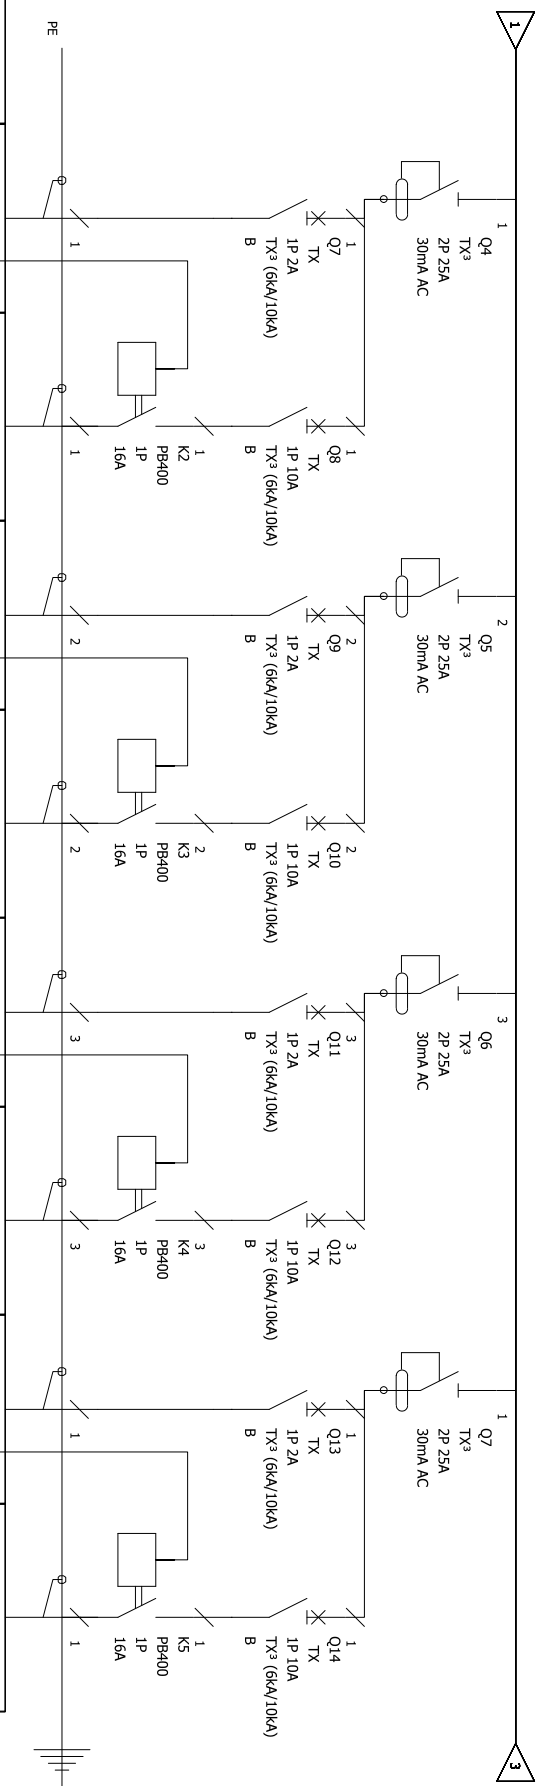 1
PE
1
Q4
TX³
2P 25A
30mA AC
1
Q7
TX
1P 2A
TX³ (6kA/10kA)
B
1
1
Q8
TX
1P 10A
TX³ (6kA/10kA)
B
1
K2
PB400
1P
16A
1
2
Q5
TX³
2P 25A
30mA AC
2
Q9
TX
1P 2A
TX³ (6kA/10kA)
B
2
2
Q10
TX
1P 10A
TX³ (6kA/10kA)
B
2
K3
PB400
1P
16A
2
3
Q6
TX³
2P 25A
30mA AC
3
Q11
TX
1P 2A
TX³ (6kA/10kA)
B
3
3
Q12
TX
1P 10A
TX³ (6kA/10kA)
B
3
K4
PB400
1P
16A
3
1
Q7
TX³
2P 25A
30mA AC
1
Q13
TX
1P 2A
TX³ (6kA/10kA)
B
1
1
Q14
TX
1P 10A
TX³ (6kA/10kA)
B
1
K5
PB400
1P
16A
1
3